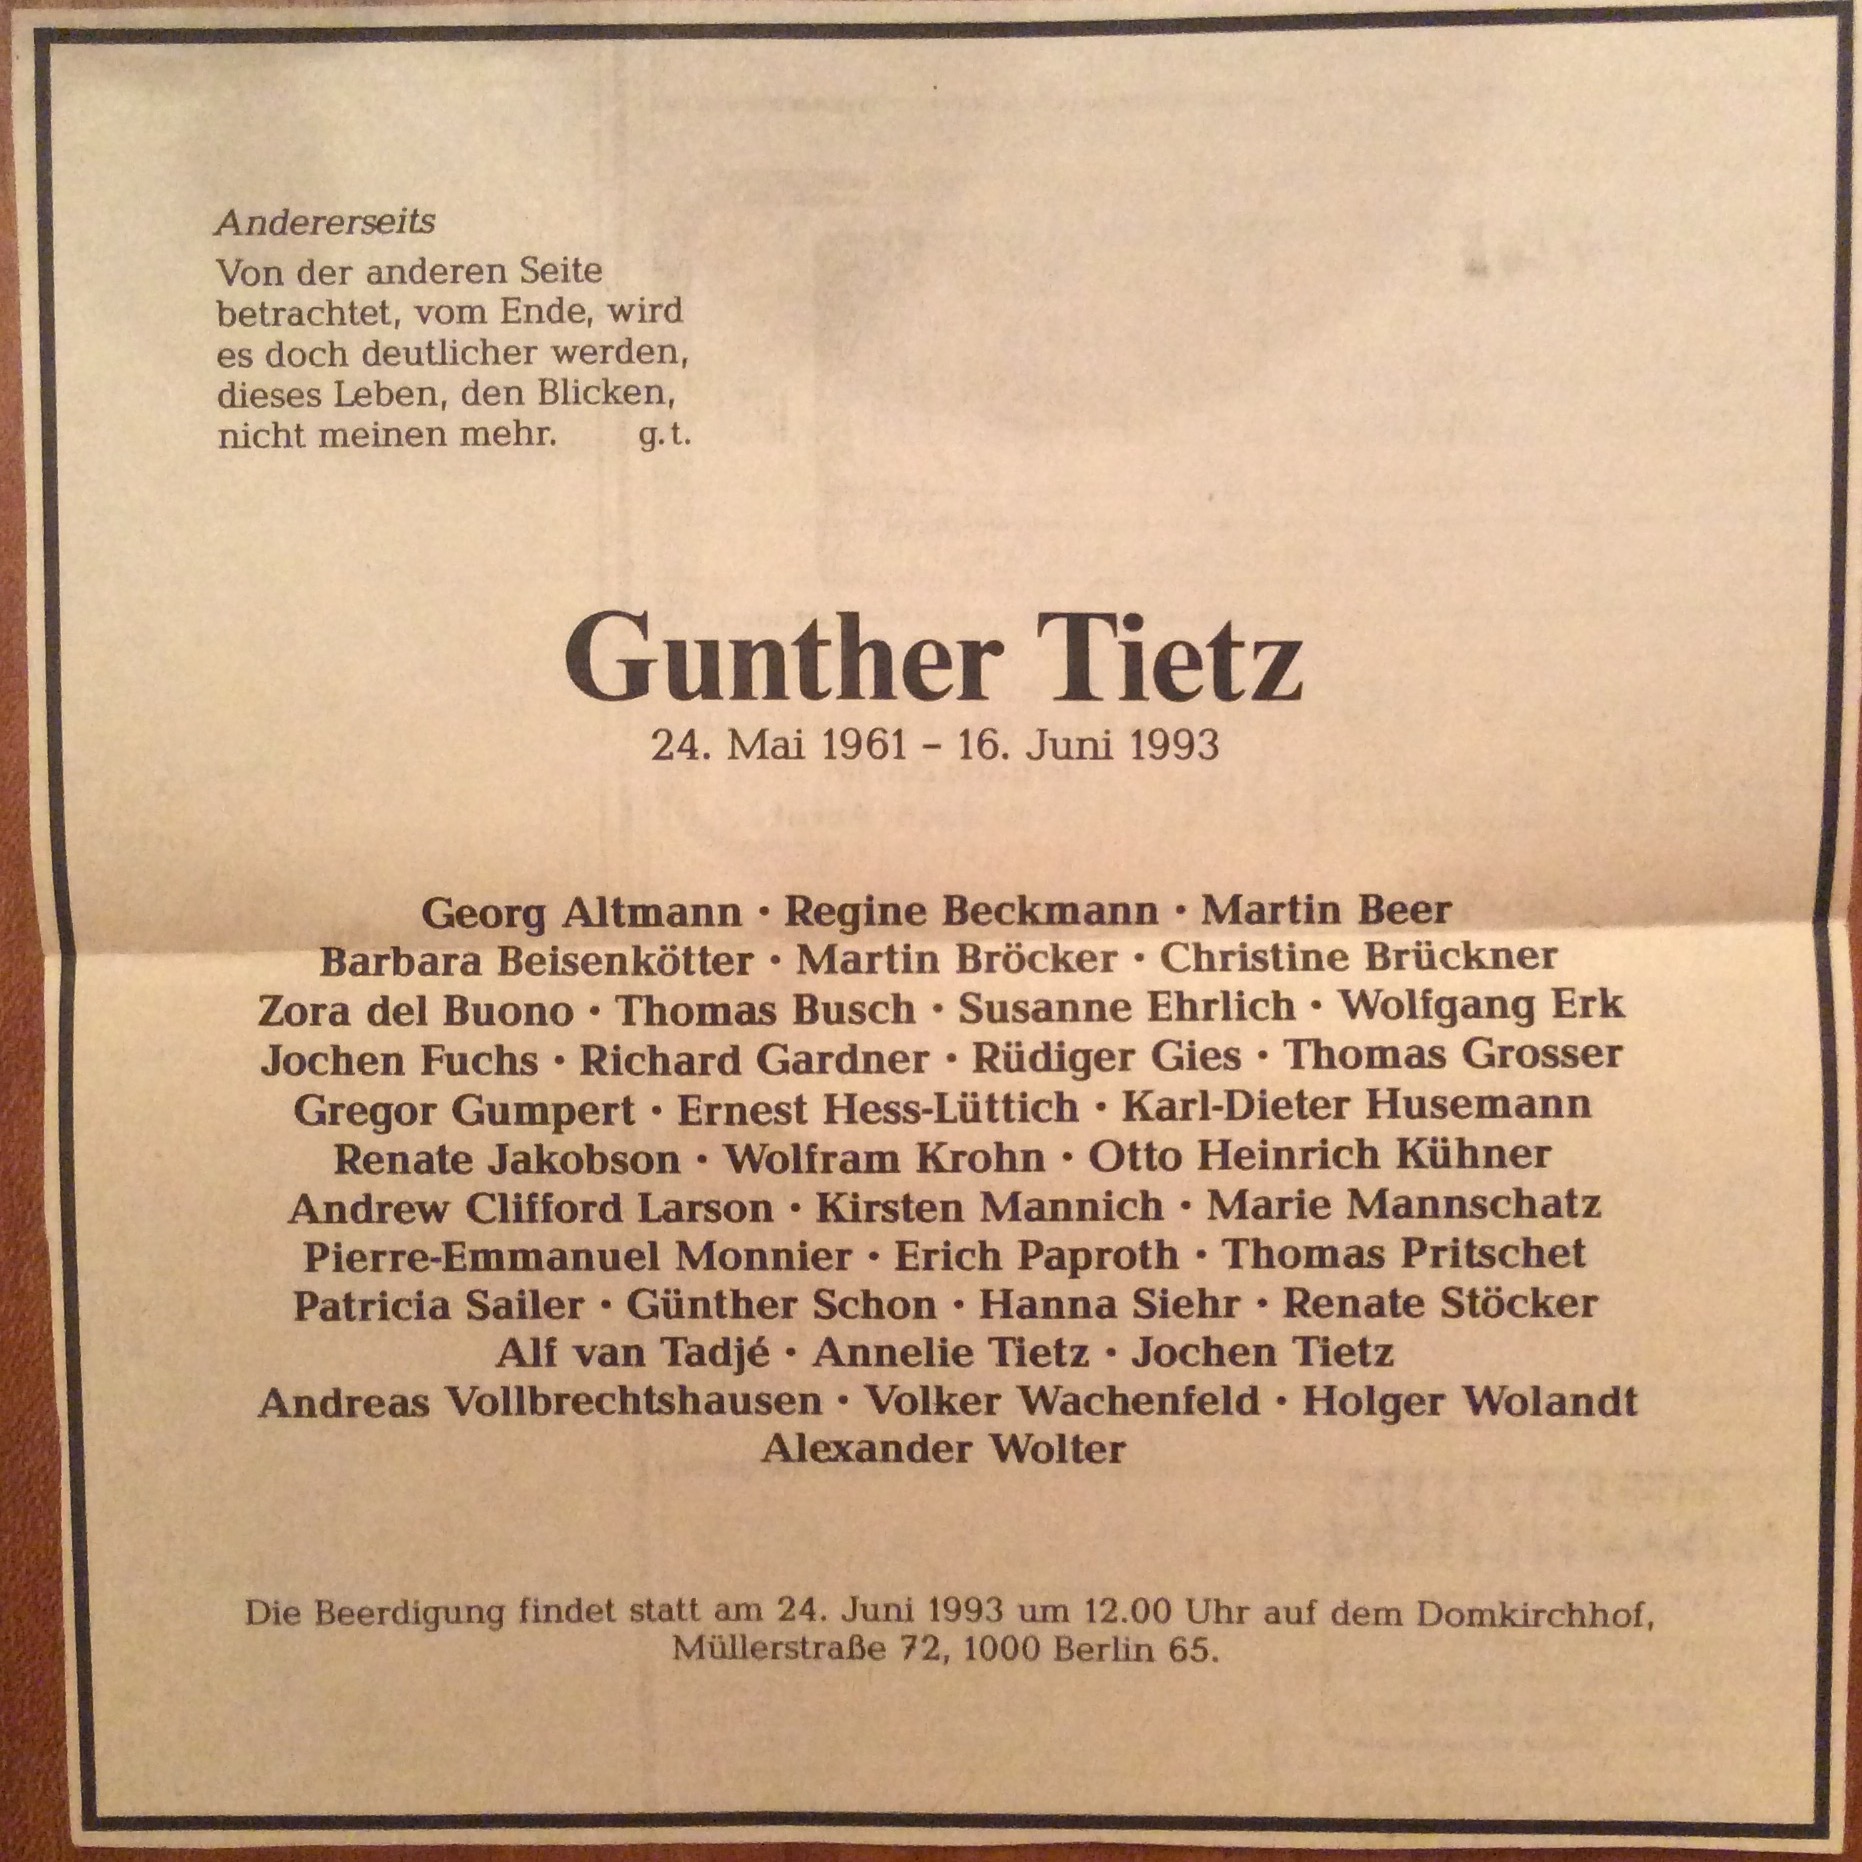 Andererseits
Von der anderen Seite
betrachtet, vom Ende, wird
es doch deutlicher werden,
dieses Leben, den Blicken,
nicht meinen mehr. g.t.
Gunther Tietz
24. Mai 1961 – 16. Juni 1993
Georg Altmann · Regine Beckmann · Martin Beer
Barbara Beisenkötter · Martin Bröcker · Christine Brückner
Zora del Buono · Thomas Busch · Susanne Ehrlich · Wolfgang Erk
Jochen Fuchs · Richard Gardner · Rüdiger Gies · Thomas Grosser
Gregor Gumpert · Ernest Hess-Lüttich · Karl-Dieter Husemann
Renate Jakobson · Wolfram Krohn · Otto Heinrich Kühner
Andrew Clifford Larson · Kirsten Mannich · Marie Mannschatz
Pierre-Emmanuel Monnier · Erich Paproth · Thomas Pritschet
Patricia Sailer · Günther Schon · Hanna Siehr · Renate Stöcker
Alf van Tadjé · Annelie Tietz · Jochen Tietz
Andreas Vollbrechtshausen · Volker Wachenfeld · Holger Wolandt
Alexander Wolter
Die Beerdigung findet statt am 24. Juni 1993 um 12.00 Uhr auf dem Domkirchhof,
Müllerstraße 72, 1000 Berlin 65.